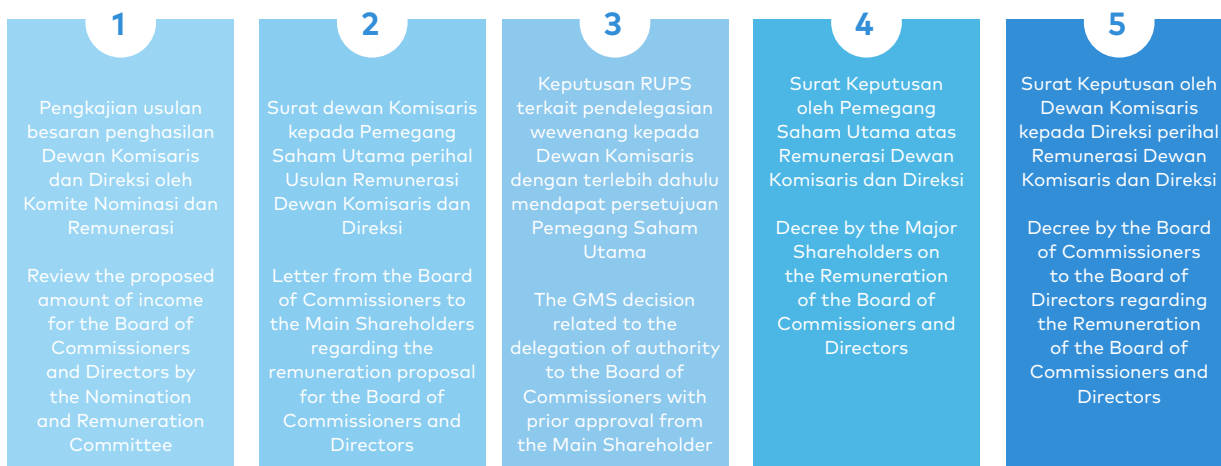 1
Pengkajian usulan
besaran penghasilan
Dewan Komisaris
dan Direksi oleh
Komite Nominasi dan
Remunerasi
Review the proposed
amount of income
for the Board of
Commissioners
and Directors by
the Nomination
and Remuneration
Committee
2
Surat dewan Komisaris
kepada Pemegang
Saham Utama perihal
Usulan Remunerasi
Dewan Komisaris dan
Direksi
Letter from the Board
of Commissioners to
the Main Shareholders
regarding the
remuneration proposal
for the Board of
Commissioners and
Directors
3
Keputusan RUPS
terkait pendelegasian
wewenang kepada
Dewan Komisaris
dengan terlebih dahulu
mendapat persetujuan
Pemegang Saham
Utama
The GMS decision
related to the
delegation of authority
to the Board of
Commissioners with
prior approval from
the Main Shareholder
4
Surat Keputusan
oleh Pemegang
Saham Utama atas
Remunerasi Dewan
Komisaris dan Direksi
Decree by the Major
Shareholders on
the Remuneration
of the Board of
Commissioners and
Directors
5
Surat Keputusan oleh
Dewan Komisaris
kepada Direksi perihal
Remunerasi Dewan
Komisaris dan Direksi
Decree by the Board
of Commissioners
to the Board of
Directors regarding
the Remuneration
of the Board of
Commissioners and
Directors